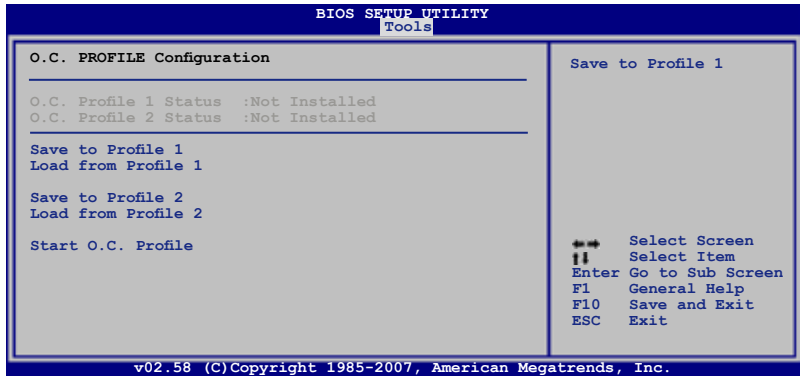 BIOS SETUP UTILITY
Tools
O.C. PROFILE Configuration
O.C. Profile 1 Status :Not Installed
O.C. Profile 2 Status :Not Installed
Save to Profile 1
Load from Profile 1
Save to Profile 2
Load from Profile 2
Start O.C. Profile
Save to Profile 1
Select Screen
Select Item
Enter Go to Sub Screen
F1 General Help
F10 Save and Exit
ESC Exit
v02.58 (C)Copyright 1985-2007, American Megatrends, Inc.